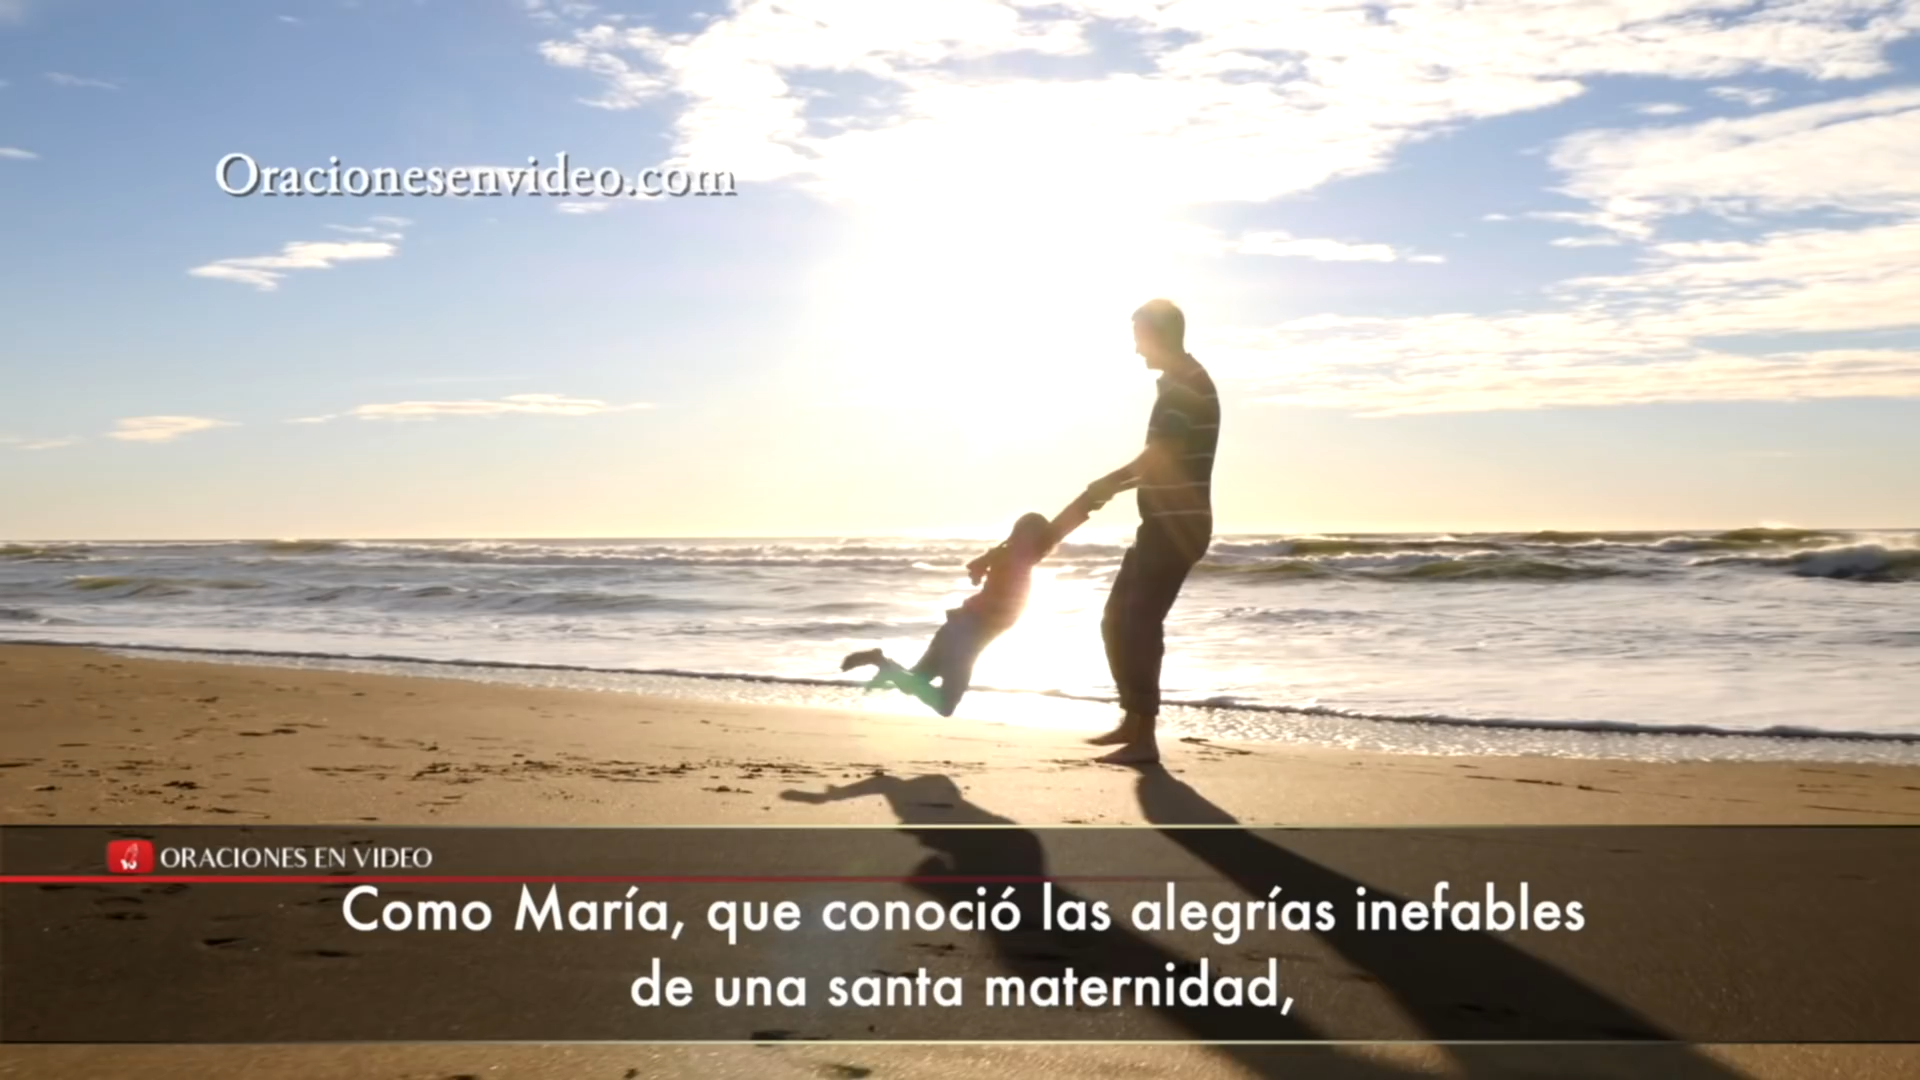 Oracionesenvideo.com
ORACIONES EN VIDEO
Como María, que conoció las alegrías inefables
de una santa maternidad,